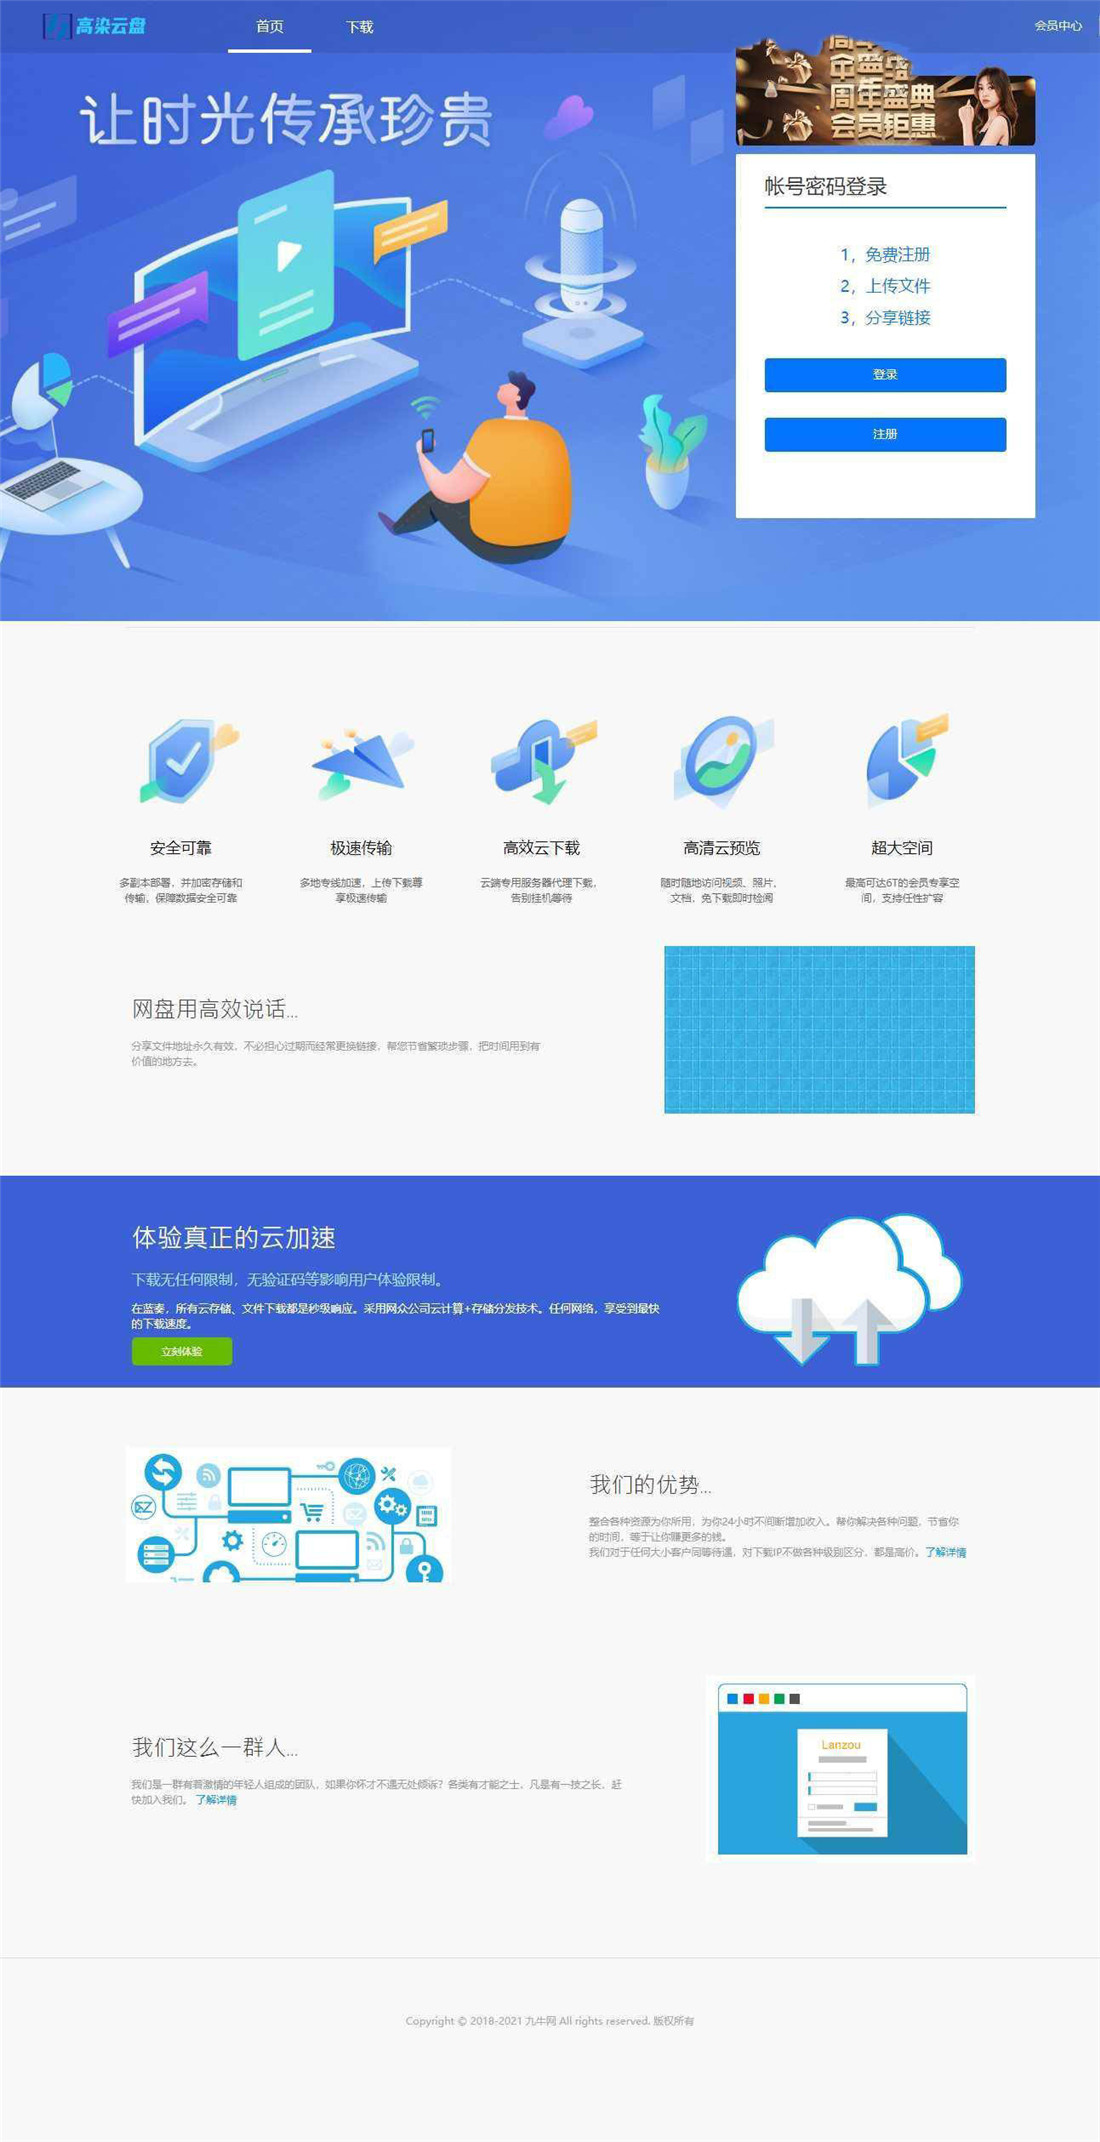 高染云盘
首页
下载
会员中心
让时光传承珍贵
周年盛典
会员钜惠
帐号密码登录
1，免费注册
2，上传文件
3，分享链接
登录
注册
安全可靠
极速传输
高效云下载
高清云预览
超大空间
多副本部署，并加密存储和
传输，保障数据安全可靠
多地专线加速，上传下载尊
享极速传输
云端专用服务器代理下载，
告别挂机等待
随时随地访问视频、照片，
文档，免下载即时检阅
最高可达6T的会员专享空
间，支持任性扩容
网盘用高效说话...
分享文件地址永久有效，不必担心过期而经常更换链接，帮您节省繁琐步骤，把时间用到有
价值的地方去。
体验真正的云加速
下载无任何限制，无验证码等影响用户体验限制。
在蓝奏，所有云存储、文件下载都是秒级响应。采用网众公司云计算+存储分发技术。任何网络，享受到最快
的下载速度。
立刻体验
我们的优势...
整合各种资源为你所用，为你24小时不间断增加收入。帮你解决各种问题，节省你
的时间，等于让你赚更多的钱。
我们对于任何大小客户同等待遇，对下载IP不做各种级别区分，都是高价。了解详情
Lanzou
我们这么一群人...
我们是一群有着激情的年轻人组成的团队，如果你怀才不遇无处倾诉？各类有才能之士，凡是有一技之长，赶
快加入我们。 了解详情
Copyright © 2018-2021 九牛网 All rights reserved. 版权所有